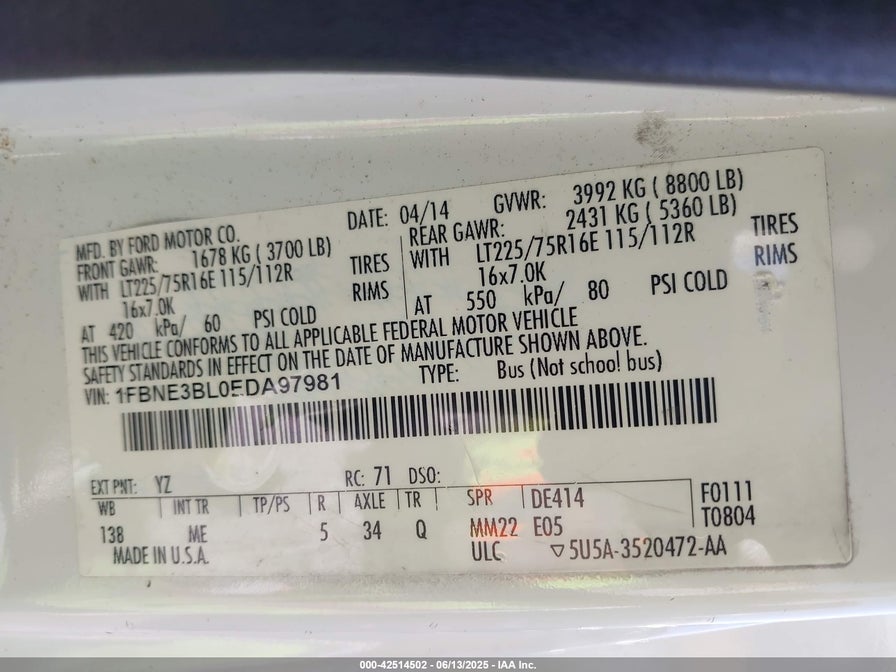 MFD. BY FORD MOTOR CO.
DATE: 04/14
GVWR: 3992 KG ( 8800 LB)
FRONT GAWR: 1678 KG ( 3700 LB)
REAR GAWR: 2431 KG ( 5360 LB)
WITH LT225/75R16E 115/112R TIRES
WITH LT225/75R16E 115/112R TIRES
16x7.0K RIMS
16x7.0K RIMS
AT 420 kPa/ 60 PSI COLD
AT 550 kPa/ 80 PSI COLD
THIS VEHICLE CONFORMS TO ALL APPLICABLE FEDERAL MOTOR VEHICLE
SAFETY STANDARDS IN EFFECT ON THE DATE OF MANUFACTURE SHOWN ABOVE.
VIN: 1FBNE3BL0EDA97981
TYPE: Bus (Not school bu)
EXT PNT: YZ RC: 71 DSO:
WB INT TR TP/PS R AXLE TR SPR DE414 F0111
138 ME 5 34 Q MM22 E05 T0804
MADE IN U.S.A. ULC ▽5U5A-3520472-AA
000-42514502 06/13/2025 - IAA Inc.